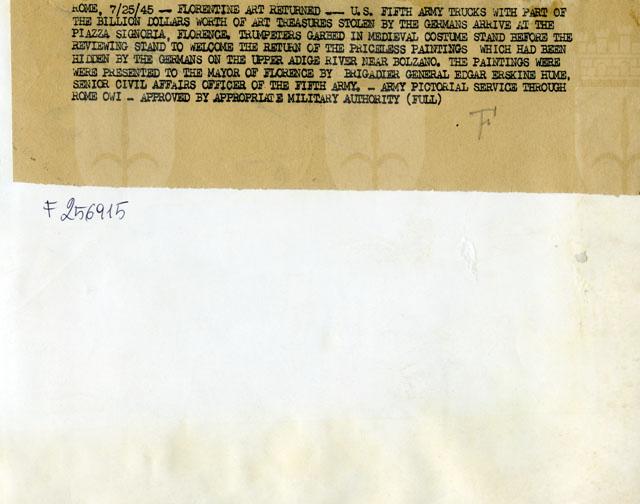 ROME, 7/25/45 — FLORENTINE ART RETURNED —— U.S. FIFTH ARMY TRUCKS WITH PART OF
THE BILLION DOLLARS WORTH OF ART TREASURES STOLEN BY THE GERMANS ARRIVE AT THE
PIAZZA SIGNORIA, FLORENCE. TRUMPETERS GARBED IN MEDIEVAL COSTUME STAND BEFORE THE
REVIEWING STAND TO WELCOME THE RETURN OF THE PRICELESS PAINTINGS WHICH HAD BEEN
HIDDEN BY THE GERMANS ON THE UPPER ADIGE RIVER NEAR BOLZANO. THE PAINTINGS WERE
WERE PRESENTED TO THE MAYOR OF FLORENCE BY BRIGADIER GENERAL EDGAR ERSKINE HUME,
SENIOR CIVIL AFFAIRS OFFICER OF THE FIFTH ARMY. — ARMY PICTORIAL SERVICE THROUGH
ROME OWI — APPROVED BY APPROPRIATE MILITARY AUTHORITY (FULL)
Fi
F 256915